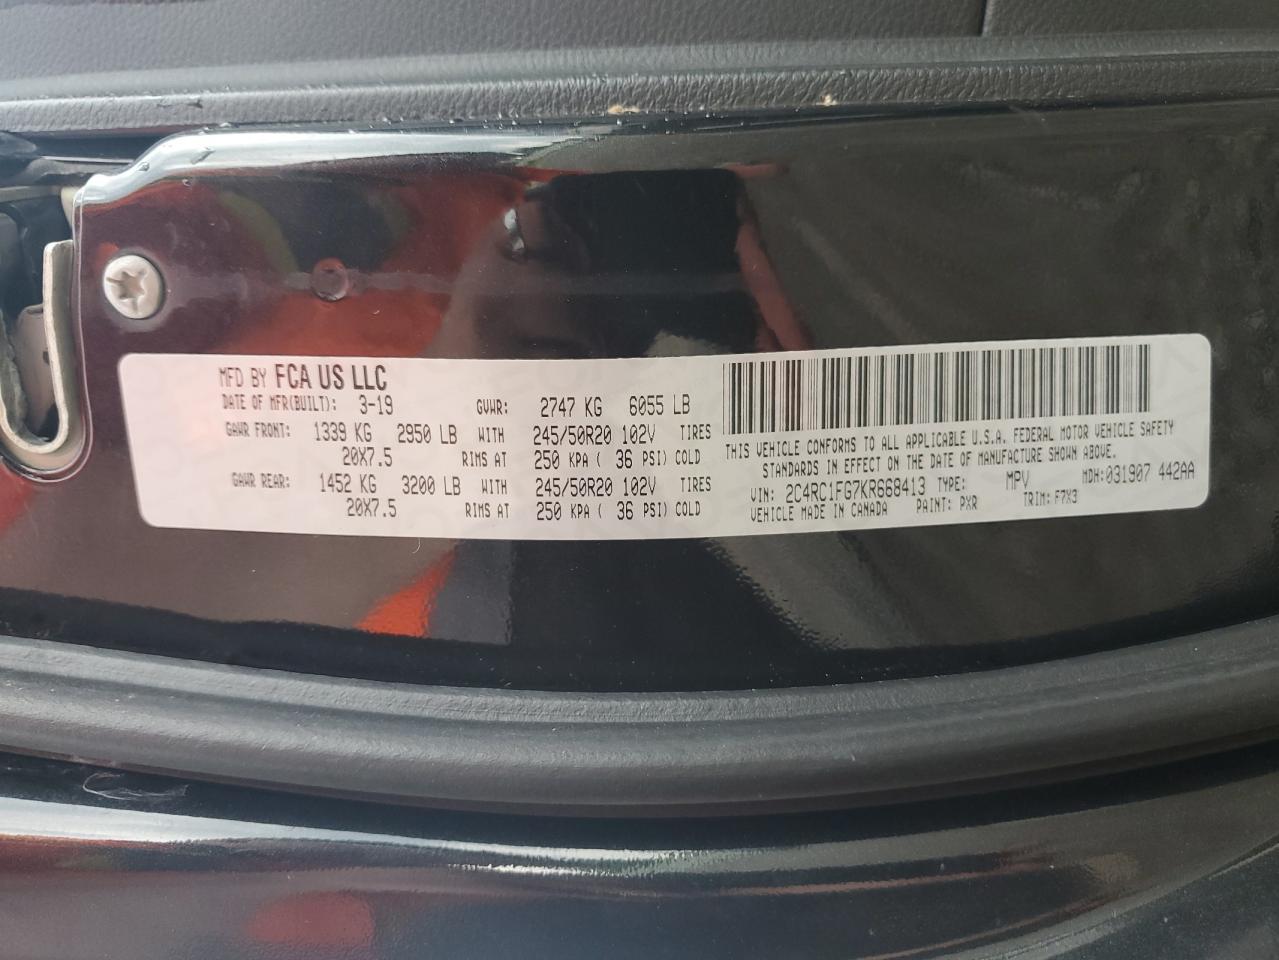 MFD BY FCA US LLC
DATE OF MFR(BUILT): 3-19 GVWR: 2747 KG 6055 LB
GAWR FRONT: 1339 KG 2950 LB WITH 245/50R20 102V TIRES
20X7.5 RIMS AT 250 KPA ( 36 PSI) COLD
GAWR REAR: 1452 KG 3200 LB WITH 245/50R20 102V TIRES
20X7.5 RIMS AT 250 KPA ( 36 PSI) COLD
THIS VEHICLE CONFORMS TO ALL APPLICABLE U.S.A. FEDERAL MOTOR VEHICLE SAFETY
STANDARDS IN EFFECT ON THE DATE OF MANUFACTURE SHOWN ABOVE.
VIN: 2C4RC1FG7KR668413 TYPE: MPV MDH:031907 442AA
VEHICLE MADE IN CANADA PAINT: PXR TRIM: F7X3